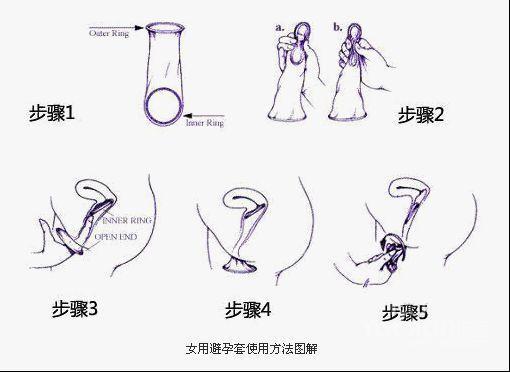 Outer Ring
a.
b.
步骤1
步骤2
Inner Ring
INNER RING
OPEN END
步骤3
步骤4
步骤5
女用避孕套使用方法图解